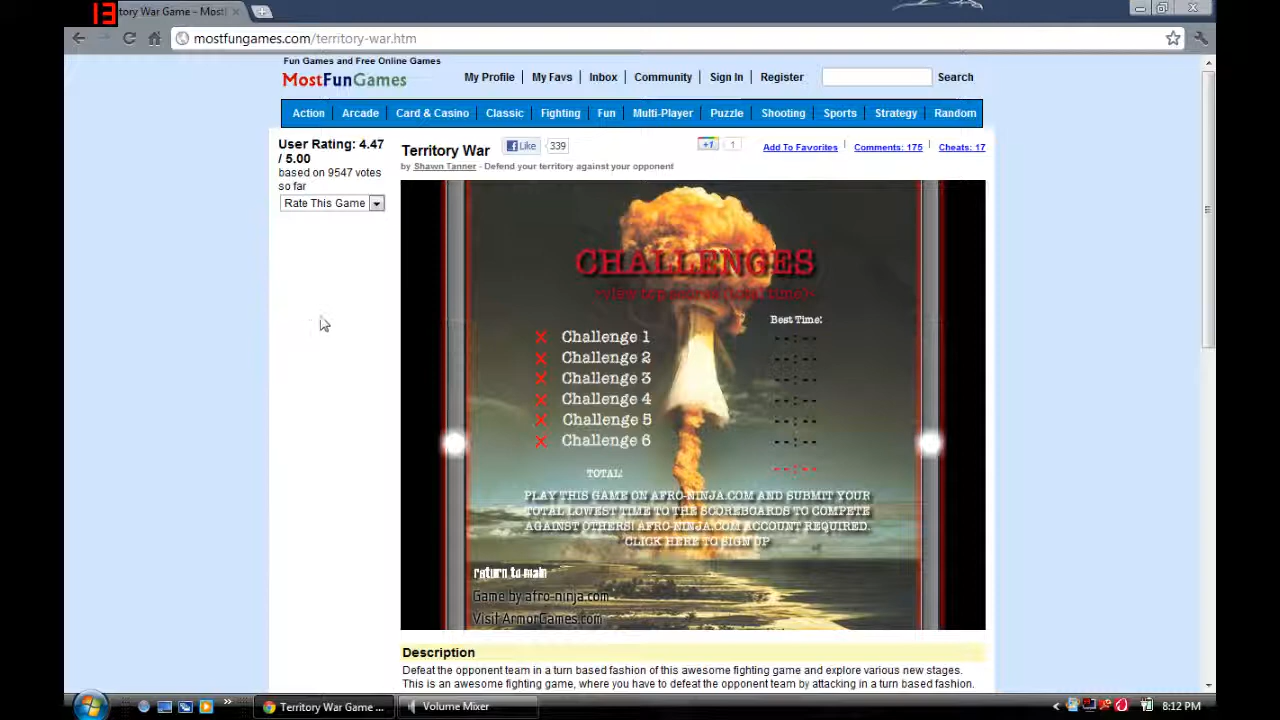 13
tory War Game - Most
mostfungames.com/territory-war.htm
Fun Games and Free Online Games
MostFunGames
My Profile My Favs Inbox Community Sign In Register Search
Action Arcade Card & Casino Classic Fighting Fun Multi-Player Puzzle Shooting Sports Strategy Random
User Rating: 4.47
/ 5.00
based on 9547 votes
so far
Rate This Game
Territory War
Like 339
+1 1
Add To Favorites Comments: 175 Cheats: 17
by Shawn Tanner - Defend your territory against your opponent
CHALLENGES
~view top scores (total time)~
Best Time:
X Challenge 1 --:--
X Challenge 2 --:--
X Challenge 3 --:--
X Challenge 4 --:--
X Challenge 5 --:--
X Challenge 6 --:--
TOTAL: --:--
PLAY THIS GAME ON AFRO-NINJA.COM AND SUBMIT YOUR
TOTAL LOWEST TIME TO THE SCOREBOARDS TO COMPETE
AGAINST OTHERS! AFRO-NINJA.COM ACCOUNT REQUIRED.
CLICK HERE TO SIGN UP
return to main
Game by afro-ninja.com
Visit ArmorGames.com
Description
Defeat the opponent team in a turn based fashion of this awesome fighting game and explore various new stages.
This is an awesome fighting game, where you have to defeat the opponent team by attacking in a turn based fashion.
Territory War Game ... Volume Mixer 8:12 PM